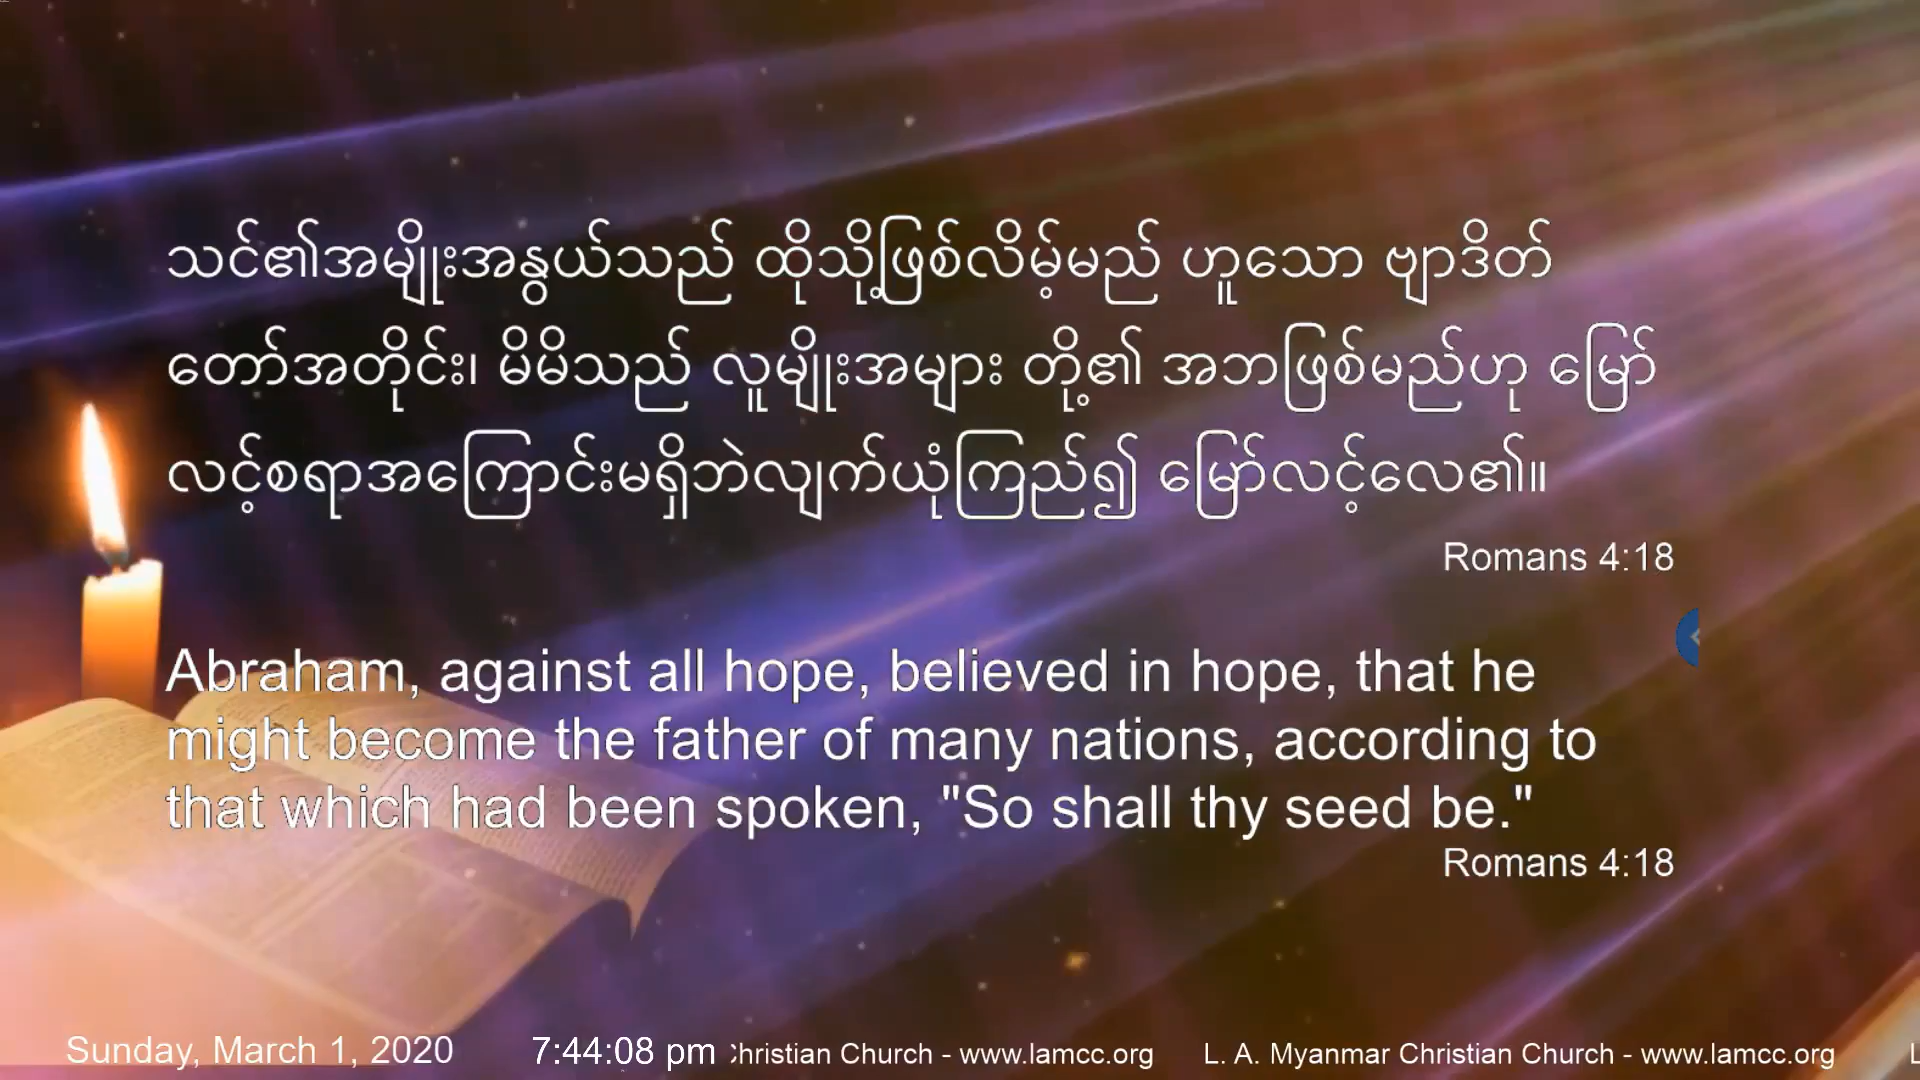 သင်၏အမျိုးအနွယ်သည် ထိုသို့ဖြစ်လိမ့်မည် ဟူသော ဗျာဒိတ်
တော်အတိုင်း၊ မိမိသည် လူမျိုးအများ တို့၏ အဘဖြစ်မည်ဟု မြော်
လင့်စရာအကြောင်းမရှိဘဲလျက်ယုံကြည်၍ မြော်လင့်လေ၏။
Romans 4:18
Abraham, against all hope, believed in hope, that he
might become the father of many nations, according to
that which had been spoken, "So shall thy seed be."
Romans 4:18
Sunday, March 1, 2020 7:44:08 pm hristian Church - www.lamcc.org L. A. Myanmar Christian Church - www.lamcc.org L